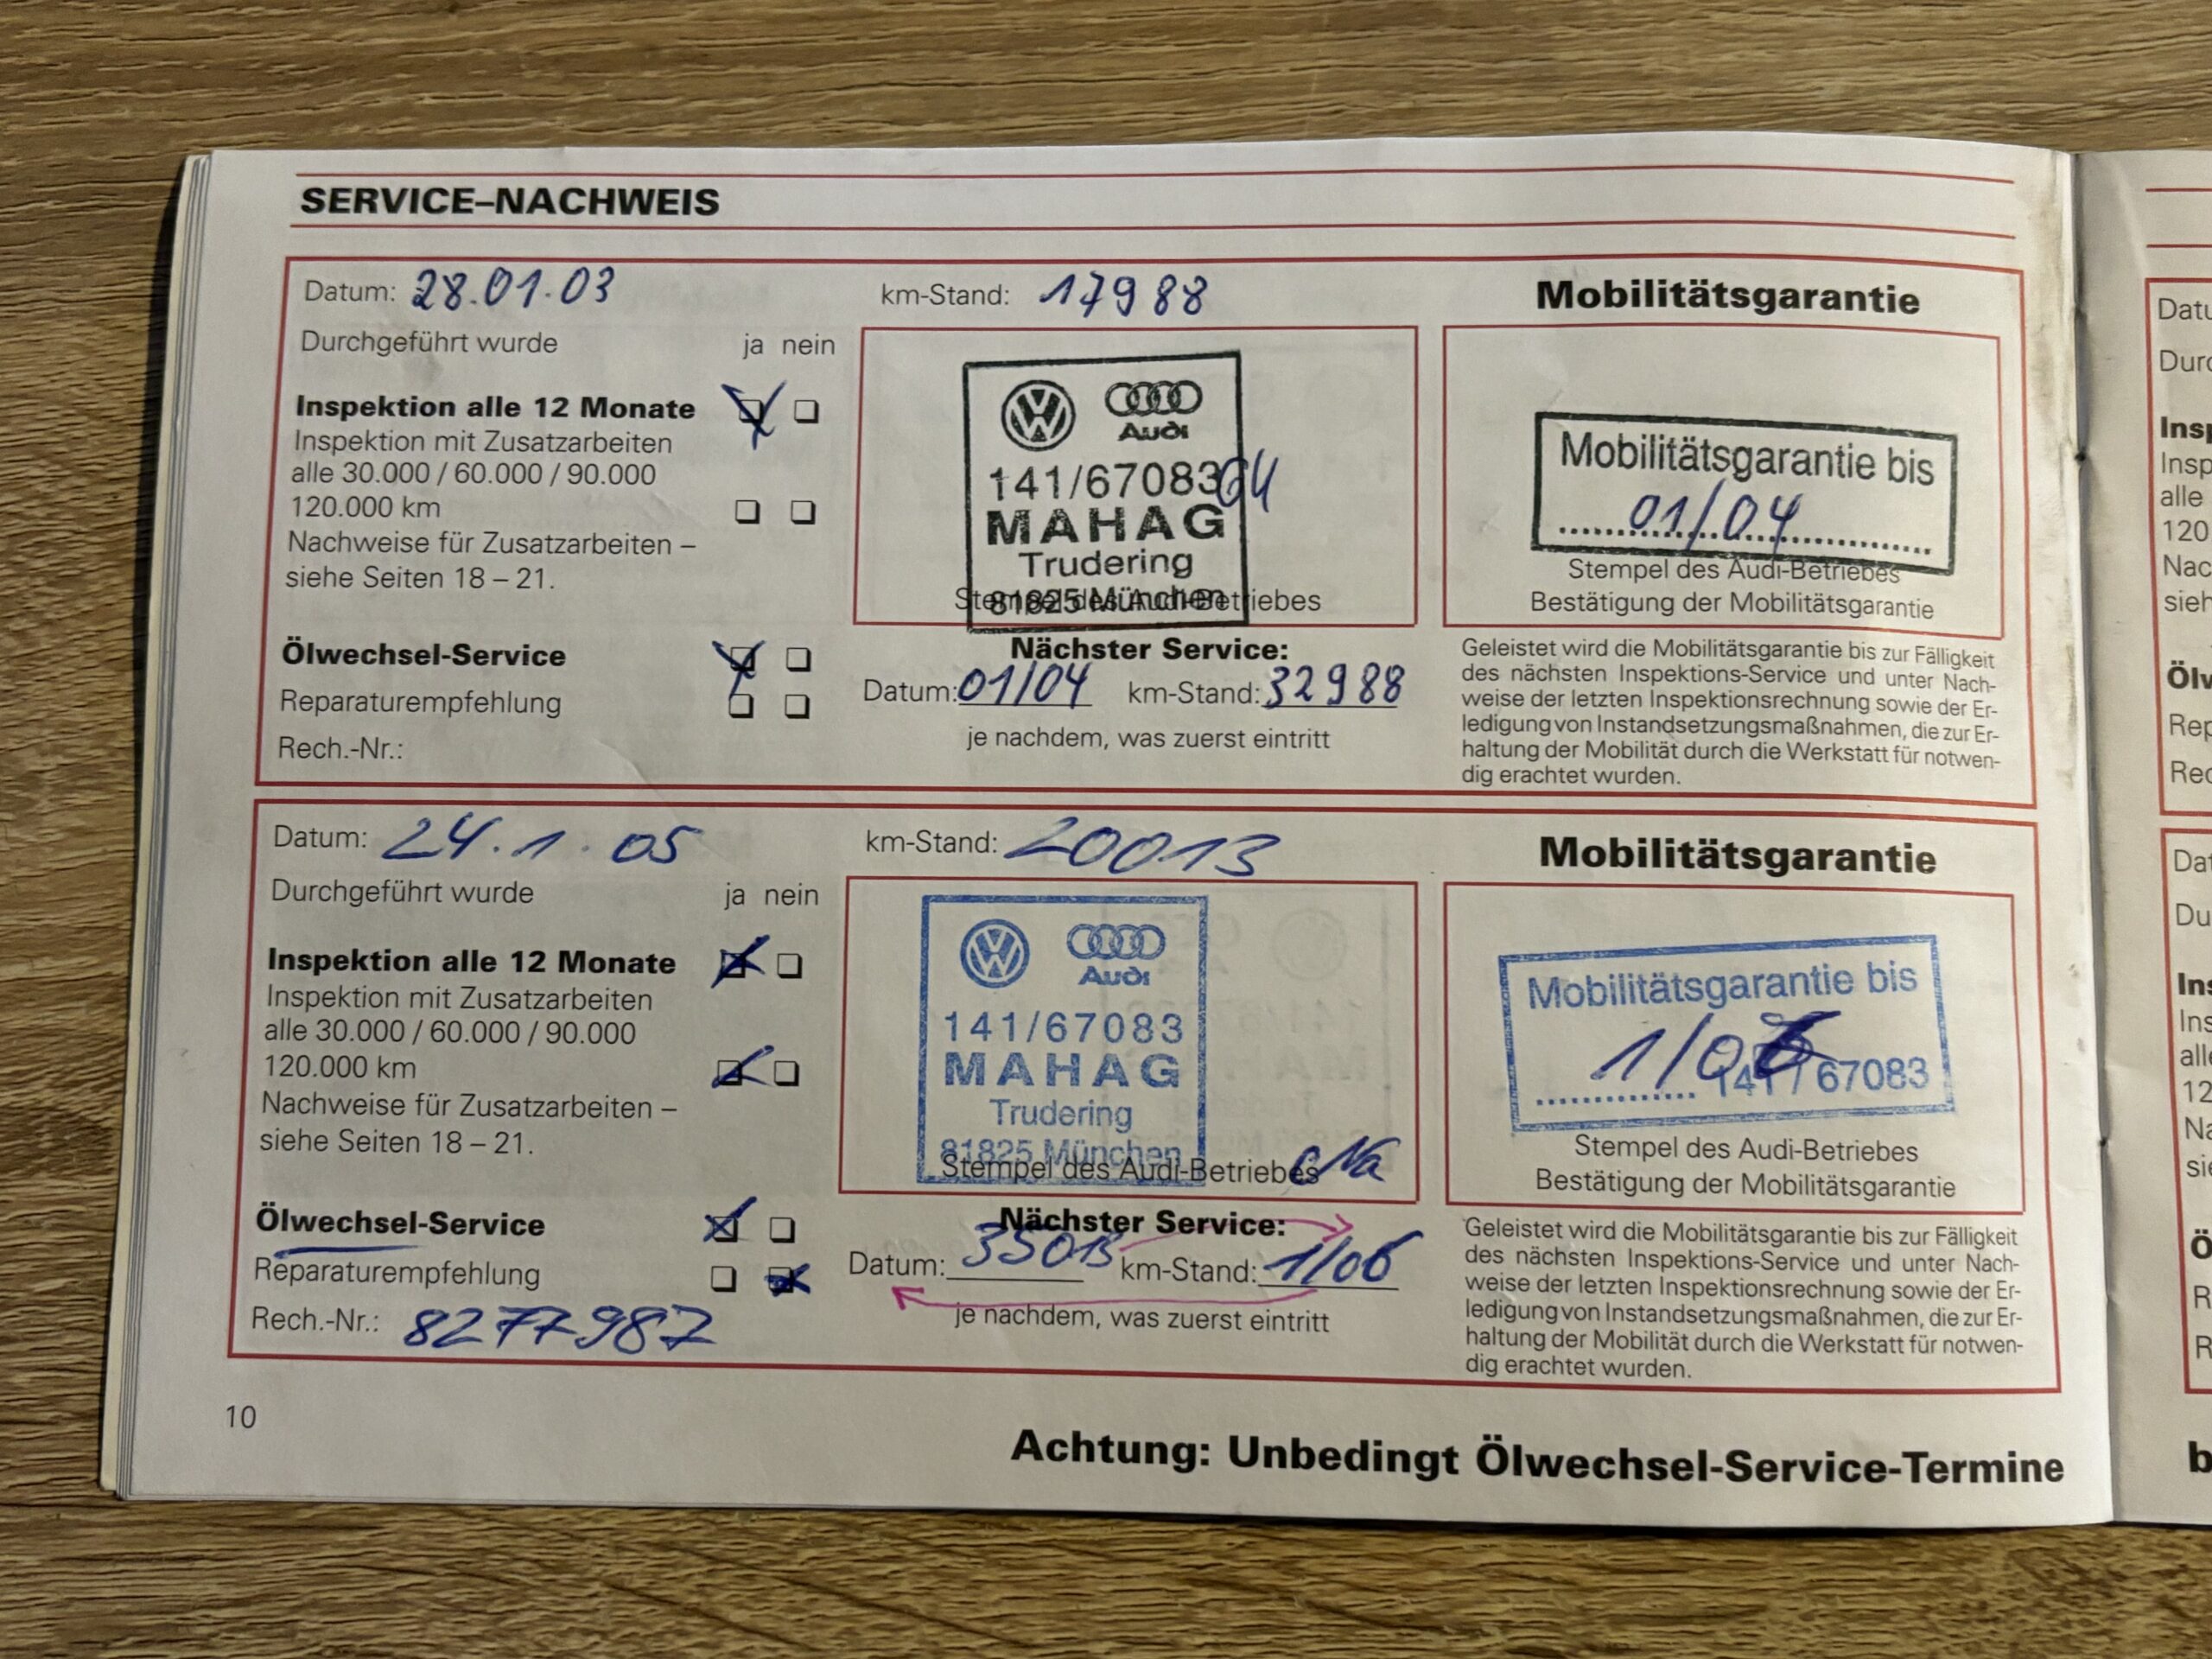 SERVICE–NACHWEIS
Datum: 28.01.03
km-Stand: 17988
Durchgeführt wurde ja nein
Inspektion alle 12 Monate
Inspektion mit Zusatzarbeiten
alle 30.000 / 60.000 / 90.000
120.000 km
Nachweise für Zusatzarbeiten –
siehe Seiten 18 – 21.
Ölwechsel-Service
Reparaturempfehlung
Rech.-Nr.:
Audi
141/67083
MAHAG
Trudering
81825 München
Stempel des Audi-Betriebes
Nächster Service:
Datum: 01/04 km-Stand: 32988
je nachdem, was zuerst eintritt
Mobilitätsgarantie
Mobilitätsgarantie bis
01/04
Stempel des Audi-Betriebes
Bestätigung der Mobilitätsgarantie
Geleistet wird die Mobilitätsgarantie bis zur Fälligkeit
des nächsten Inspektions-Service und unter Nach-
weise der letzten Inspektionsrechnung sowie der Er-
ledigung von Instandsetzungsmaßnahmen, die zur Er-
haltung der Mobilität durch die Werkstatt für notwen-
dig erachtet wurden.
Datum: 24.1.05
km-Stand: 20013
Durchgeführt wurde ja nein
Inspektion alle 12 Monate
Inspektion mit Zusatzarbeiten
alle 30.000 / 60.000 / 90.000
120.000 km
Nachweise für Zusatzarbeiten –
siehe Seiten 18 – 21.
Ölwechsel-Service
Reparaturempfehlung
Rech.-Nr.: 8277987
Audi
141/67083
MAHAG
Trudering
81825 München
Stempel des Audi-Betriebes
Nächster Service:
Datum: 35013 km-Stand: 1/06
je nachdem, was zuerst eintritt
Mobilitätsgarantie
Mobilitätsgarantie bis
1/06 141 / 67083
Stempel des Audi-Betriebes
Bestätigung der Mobilitätsgarantie
Geleistet wird die Mobilitätsgarantie bis zur Fälligkeit
des nächsten Inspektions-Service und unter Nach-
weise der letzten Inspektionsrechnung sowie der Er-
ledigung von Instandsetzungsmaßnahmen, die zur Er-
haltung der Mobilität durch die Werkstatt für notwen-
dig erachtet wurden.
10
Achtung: Unbedingt Ölwechsel-Service-Termine